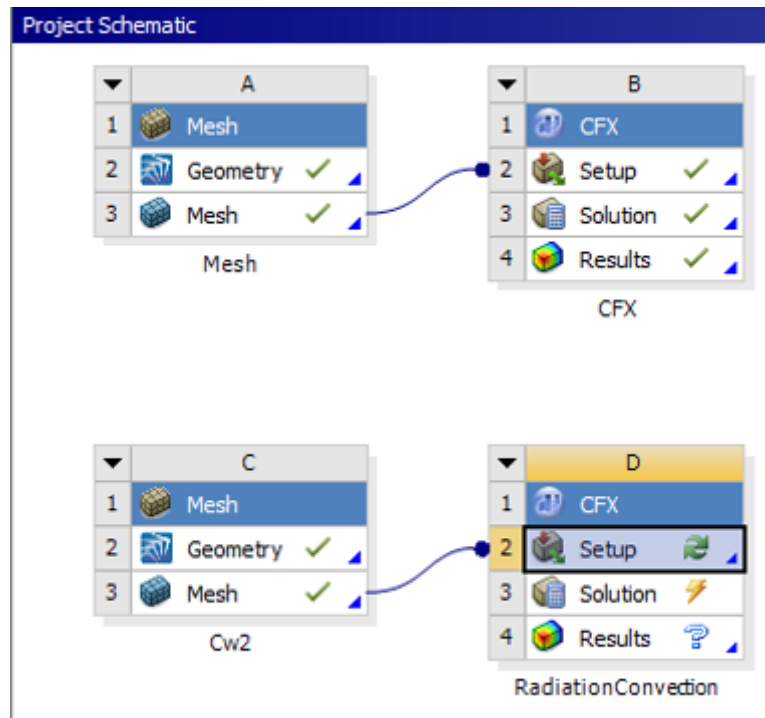 Project Schematic
A
1 Mesh
2 Geometry
3 Mesh
Mesh
B
1 CFX
2 Setup
3 Solution
4 Results
CFX
C
1 Mesh
2 Geometry
3 Mesh
Cw2
D
1 CFX
2 Setup
3 Solution
4 Results
RadiationConvection